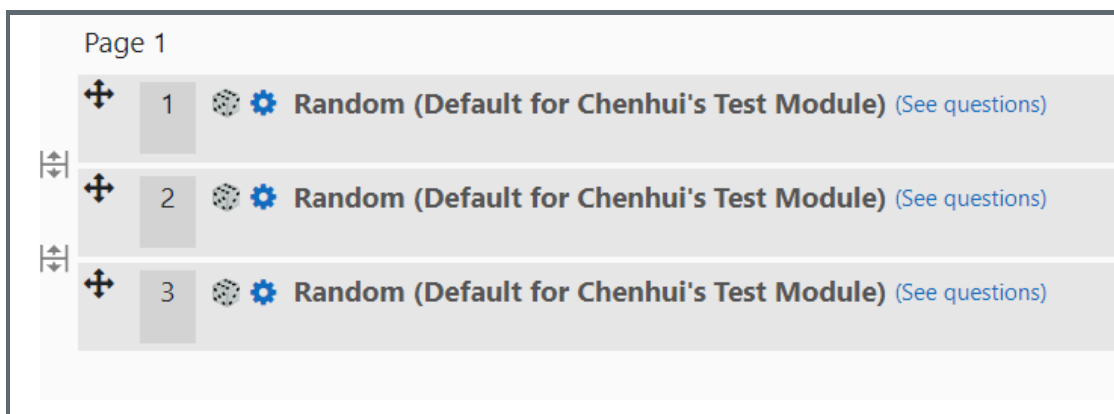 Page 1
1 Random (Default for Chenhui's Test Module) (See questions)
2 Random (Default for Chenhui's Test Module) (See questions)
3 Random (Default for Chenhui's Test Module) (See questions)